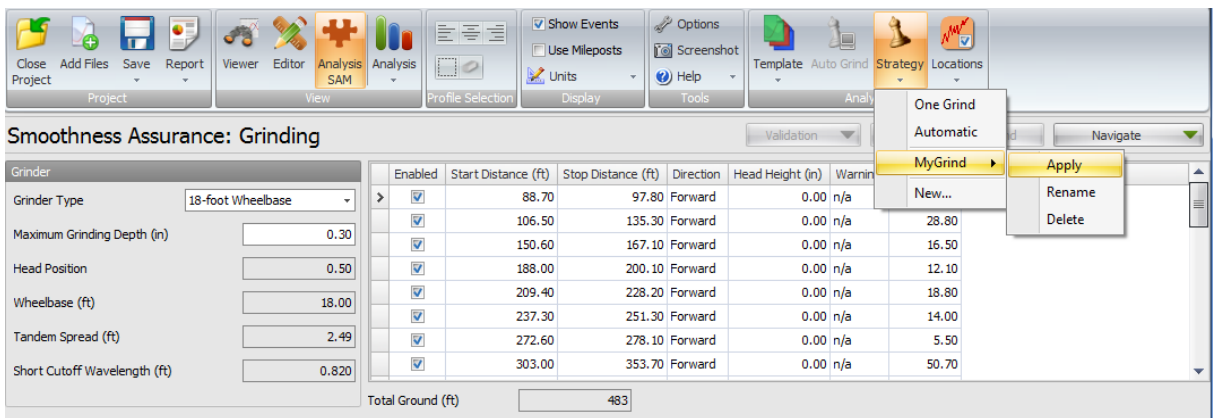 Close Project
Add Files
Save
Report
Viewer
Editor
Analysis SAM
Analysis
Show Events
Use Mileposts
Units
Options
Screenshot
Help
Template
Auto Grind
Strategy
Locations
Project
View
Profile Selection
Display
Tools
Analy
One Grind
Automatic
MyGrind
New...
Apply
Rename
Delete
Smoothness Assurance: Grinding
Validation
d
Navigate
Grinder
Grinder Type 18-foot Wheelbase
Maximum Grinding Depth (in) 0.30
Head Position 0.50
Wheelbase (ft) 18.00
Tandem Spread (ft) 2.49
Short Cutoff Wavelength (ft) 0.820
Enabled Start Distance (ft) Stop Distance (ft) Direction Head Height (in) Warnin
88.70 97.80 Forward 0.00 n/a
106.50 135.30 Forward 0.00 n/a 28.80
150.60 167.10 Forward 0.00 n/a 16.50
188.00 200.10 Forward 0.00 n/a 12.10
209.40 228.20 Forward 0.00 n/a 18.80
237.30 251.30 Forward 0.00 n/a 14.00
272.60 278.10 Forward 0.00 n/a 5.50
303.00 353.70 Forward 0.00 n/a 50.70
Total Ground (ft) 483